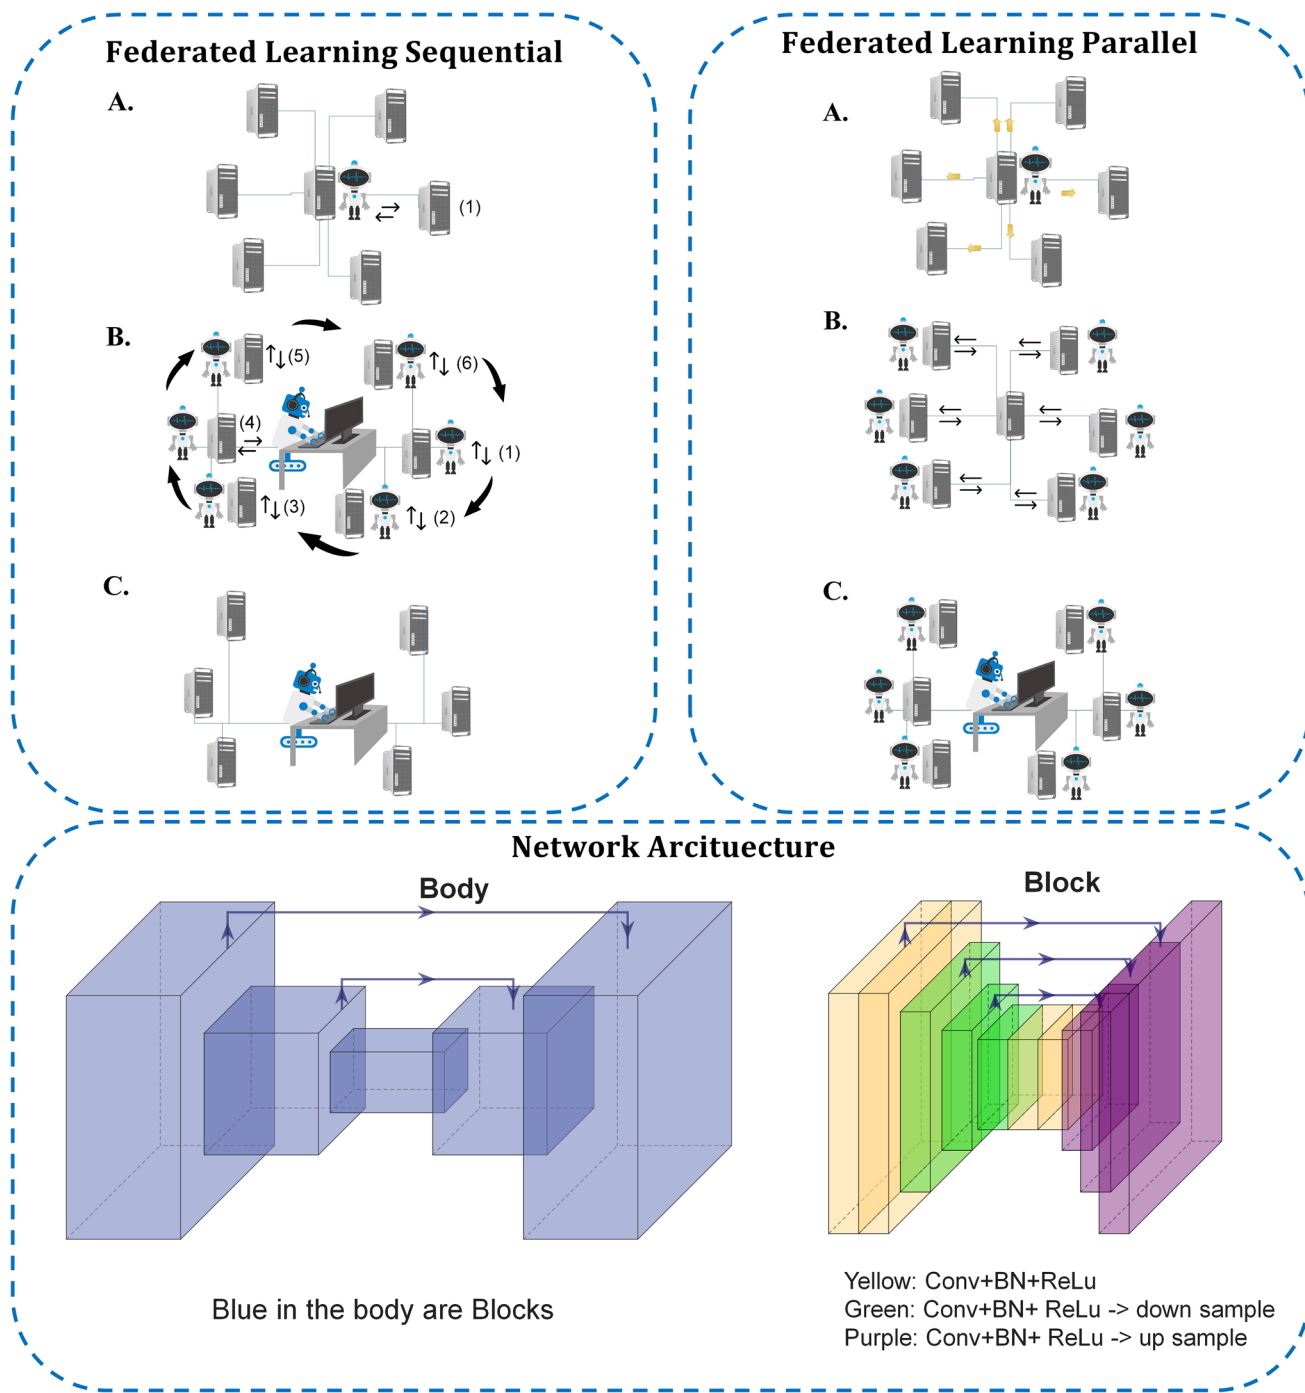 Federated Learning Sequential
A.
(1)
B.
(5)
(6)
(4)
(1)
(3)
(2)
C.
Federated Learning Parallel
A.
B.
C.
Network Arcituecture
Body
Block
Blue in the body are Blocks
Yellow: Conv+BN+ReLu
Green: Conv+BN+ ReLu -> down sample
Purple: Conv+BN+ ReLu -> up sample